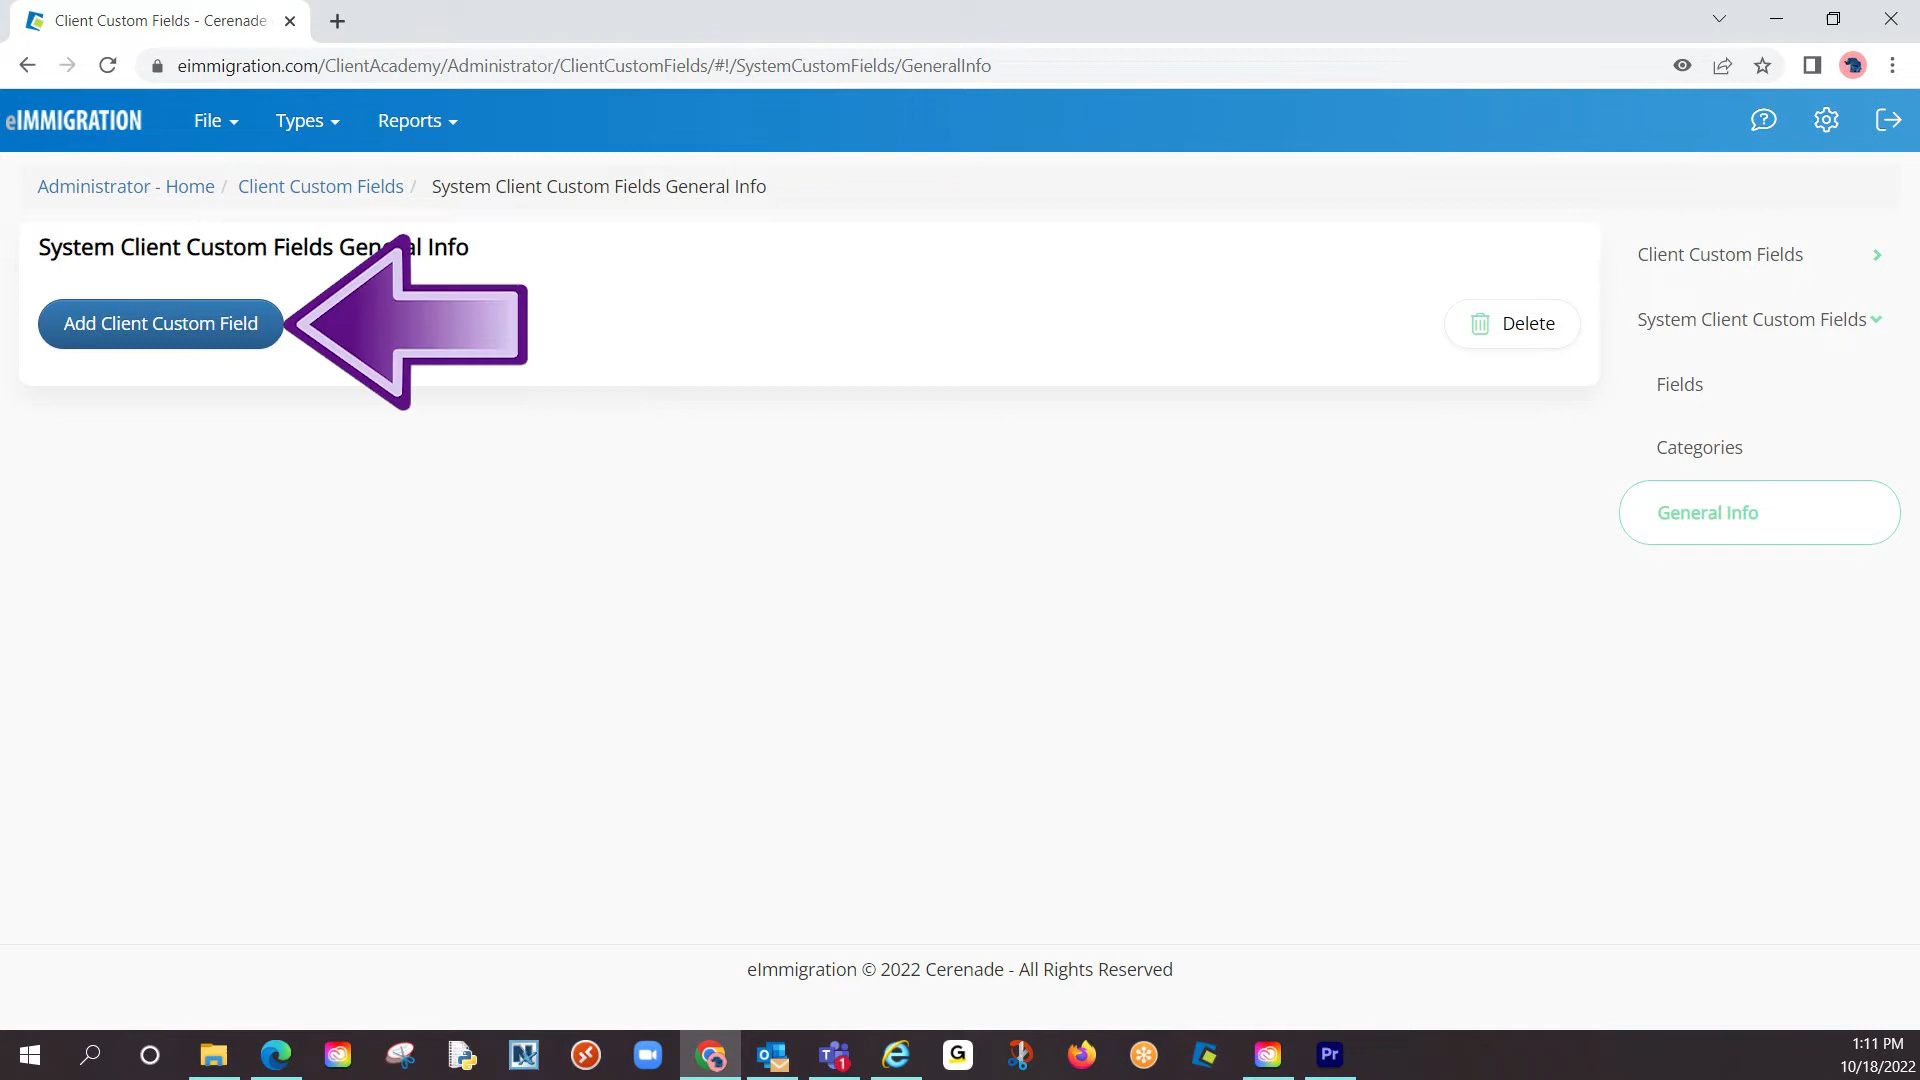 Client Custom Fields - Cerenade
eimmigration.com/ClientAcademy/Administrator/ClientCustomFields/#!/SystemCustomFields/GeneralInfo
eIMMIGRATION
File
Types
Reports
Administrator - Home / Client Custom Fields / System Client Custom Fields General Info
System Client Custom Fields Gen al Info
Add Client Custom Field
Delete
Client Custom Fields
System Client Custom Fields
Fields
Categories
General Info
eImmigration © 2022 Cerenade - All Rights Reserved
1
G
Pr
1:11 PM
10/18/2022